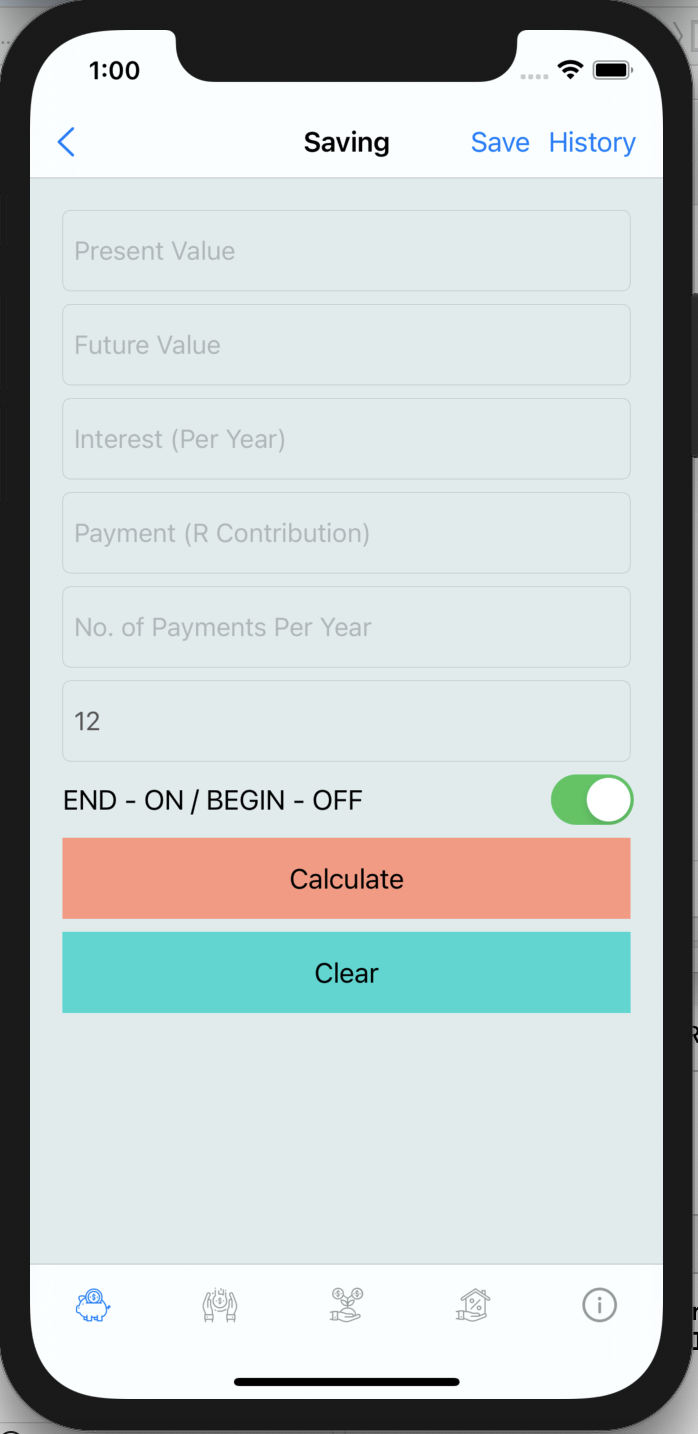 1:00
Saving Save History
Present Value
Future Value
Interest (Per Year)
Payment (R Contribution)
No. of Payments Per Year
12
END - ON / BEGIN - OFF
Calculate
Clear